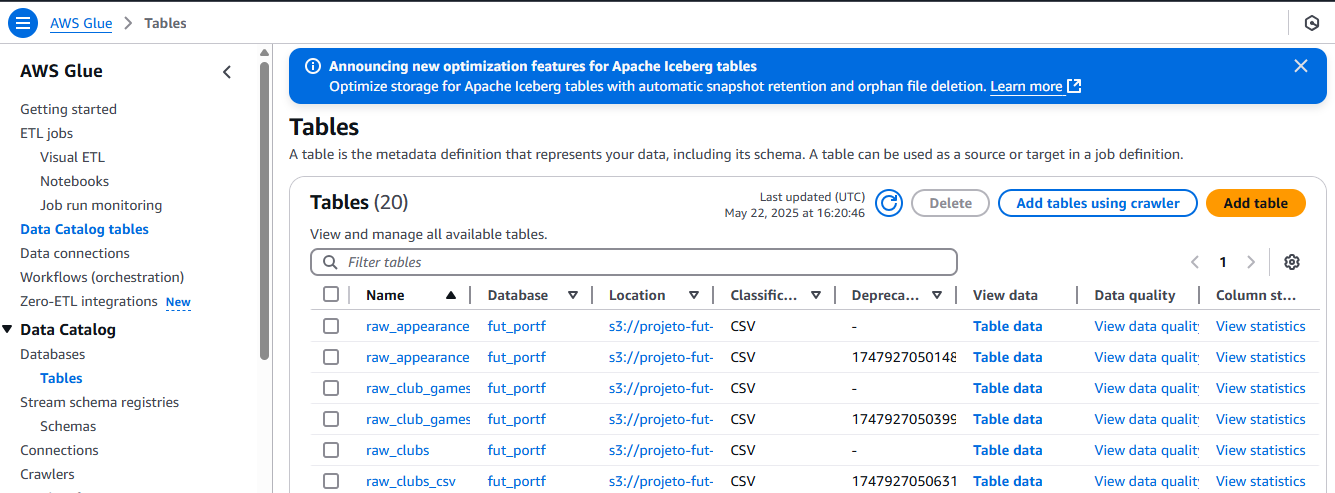 AWS Glue > Tables
AWS Glue
Getting started
ETL jobs
Visual ETL
Notebooks
Job run monitoring
Data Catalog tables
Data connections
Workflows (orchestration)
Zero-ETL integrations New
Data Catalog
Databases
Tables
Stream schema registries
Schemas
Connections
Crawlers
Announcing new optimization features for Apache Iceberg tables
Optimize storage for Apache Iceberg tables with automatic snapshot retention and orphan file deletion. Learn more
Tables
A table is the metadata definition that represents your data, including its schema. A table can be used as a source or target in a job definition.
Tables (20)
Last updated (UTC)
May 22, 2025 at 16:20:46
Delete
Add tables using crawler
Add table
View and manage all available tables.
Filter tables
1
Name Database Location Classific... Depreca... View data Data quality Column st...
raw_appearance fut_portf s3://projeto-fut- CSV - Table data View data quality View statistics
raw_appearance fut_portf s3://projeto-fut- CSV 1747927050148 Table data View data quality View statistics
raw_club_games fut_portf s3://projeto-fut- CSV - Table data View data quality View statistics
raw_club_games fut_portf s3://projeto-fut- CSV 1747927050399 Table data View data quality View statistics
raw_clubs fut_portf s3://projeto-fut- CSV - Table data View data quality View statistics
raw_clubs_csv fut_portf s3://projeto-fut- CSV 1747927050631 Table data View data quality View statistics